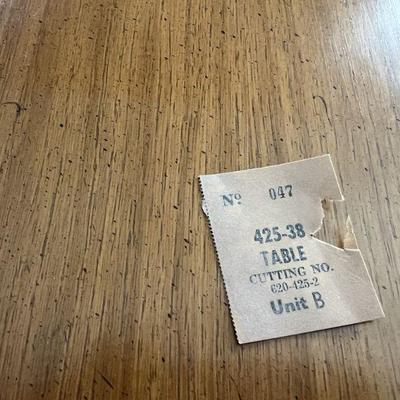 Nº 047
425-38
TABLE
CUTTING NO.
620-425-2
Unit B